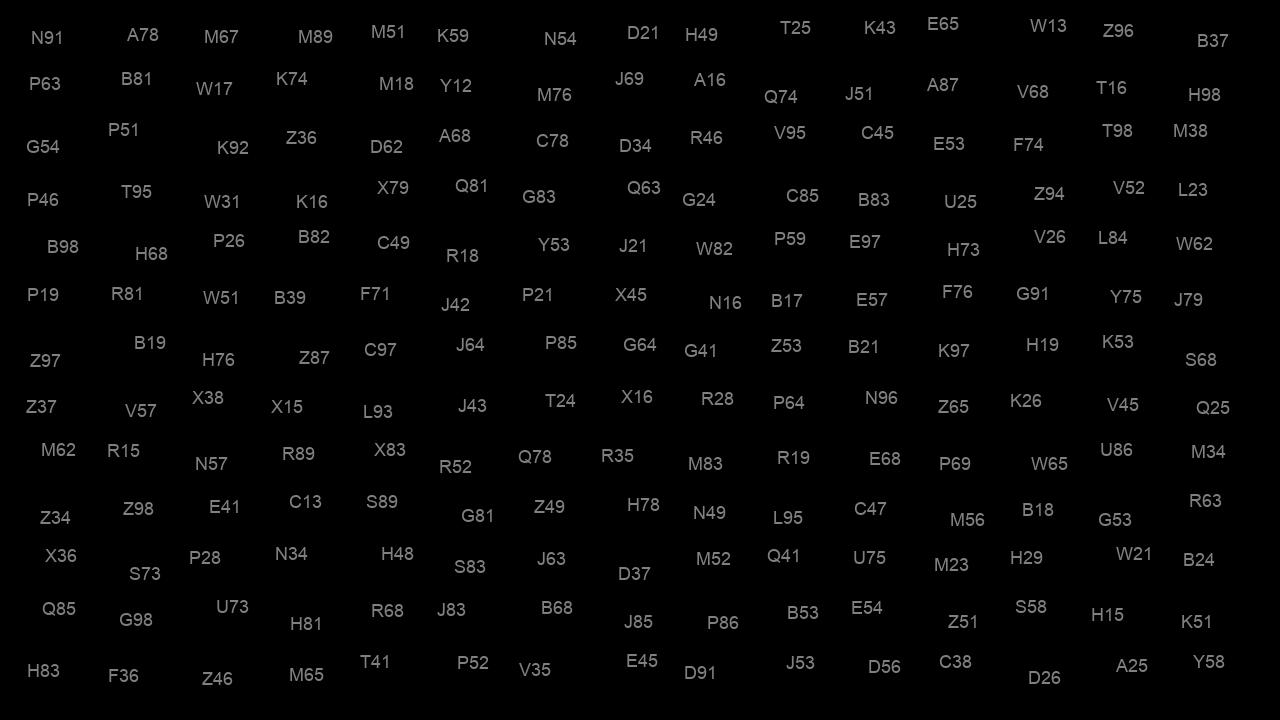 N91 A78 M67 M89 M51 K59 N54 D21 H49 T25 K43 E65 W13 Z96 B37
P63 B81 W17 K74 M18 Y12 M76 J69 A16 Q74 J51 A87 V68 T16 H98
G54 P51 K92 Z36 D62 A68 C78 D34 R46 V95 C45 E53 F74 T98 M38
P46 T95 W31 K16 X79 Q81 G83 Q63 G24 C85 B83 U25 Z94 V52 L23
B98 H68 P26 B82 C49 R18 Y53 J21 W82 P59 E97 H73 V26 L84 W62
P19 R81 W51 B39 F71 J42 P21 X45 N16 B17 E57 F76 G91 Y75 J79
Z97 B19 H76 Z87 C97 J64 P85 G64 G41 Z53 B21 K97 H19 K53 S68
Z37 V57 X38 X15 L93 J43 T24 X16 R28 P64 N96 Z65 K26 V45 Q25
M62 R15 N57 R89 X83 R52 Q78 R35 M83 R19 E68 P69 W65 U86 M34
Z34 Z98 E41 C13 S89 G81 Z49 H78 N49 L95 C47 M56 B18 G53 R63
X36 S73 P28 N34 H48 S83 J63 D37 M52 Q41 U75 M23 H29 W21 B24
Q85 G98 U73 H81 R68 J83 B68 J85 P86 B53 E54 Z51 S58 H15 K51
H83 F36 Z46 M65 T41 P52 V35 E45 D91 J53 D56 C38 D26 A25 Y58